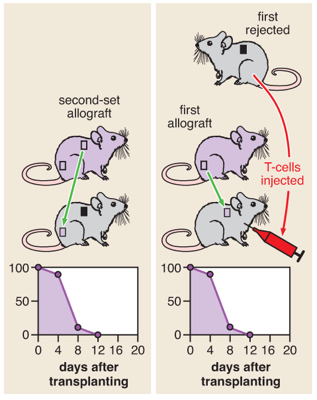 second-set
allograft
100
50
0
0 4 8 12 16 20
days after
transplanting
first
rejected
first
allograft
T-cells
injected
100
50
0
0 4 8 12 16 20
days after
transplanting